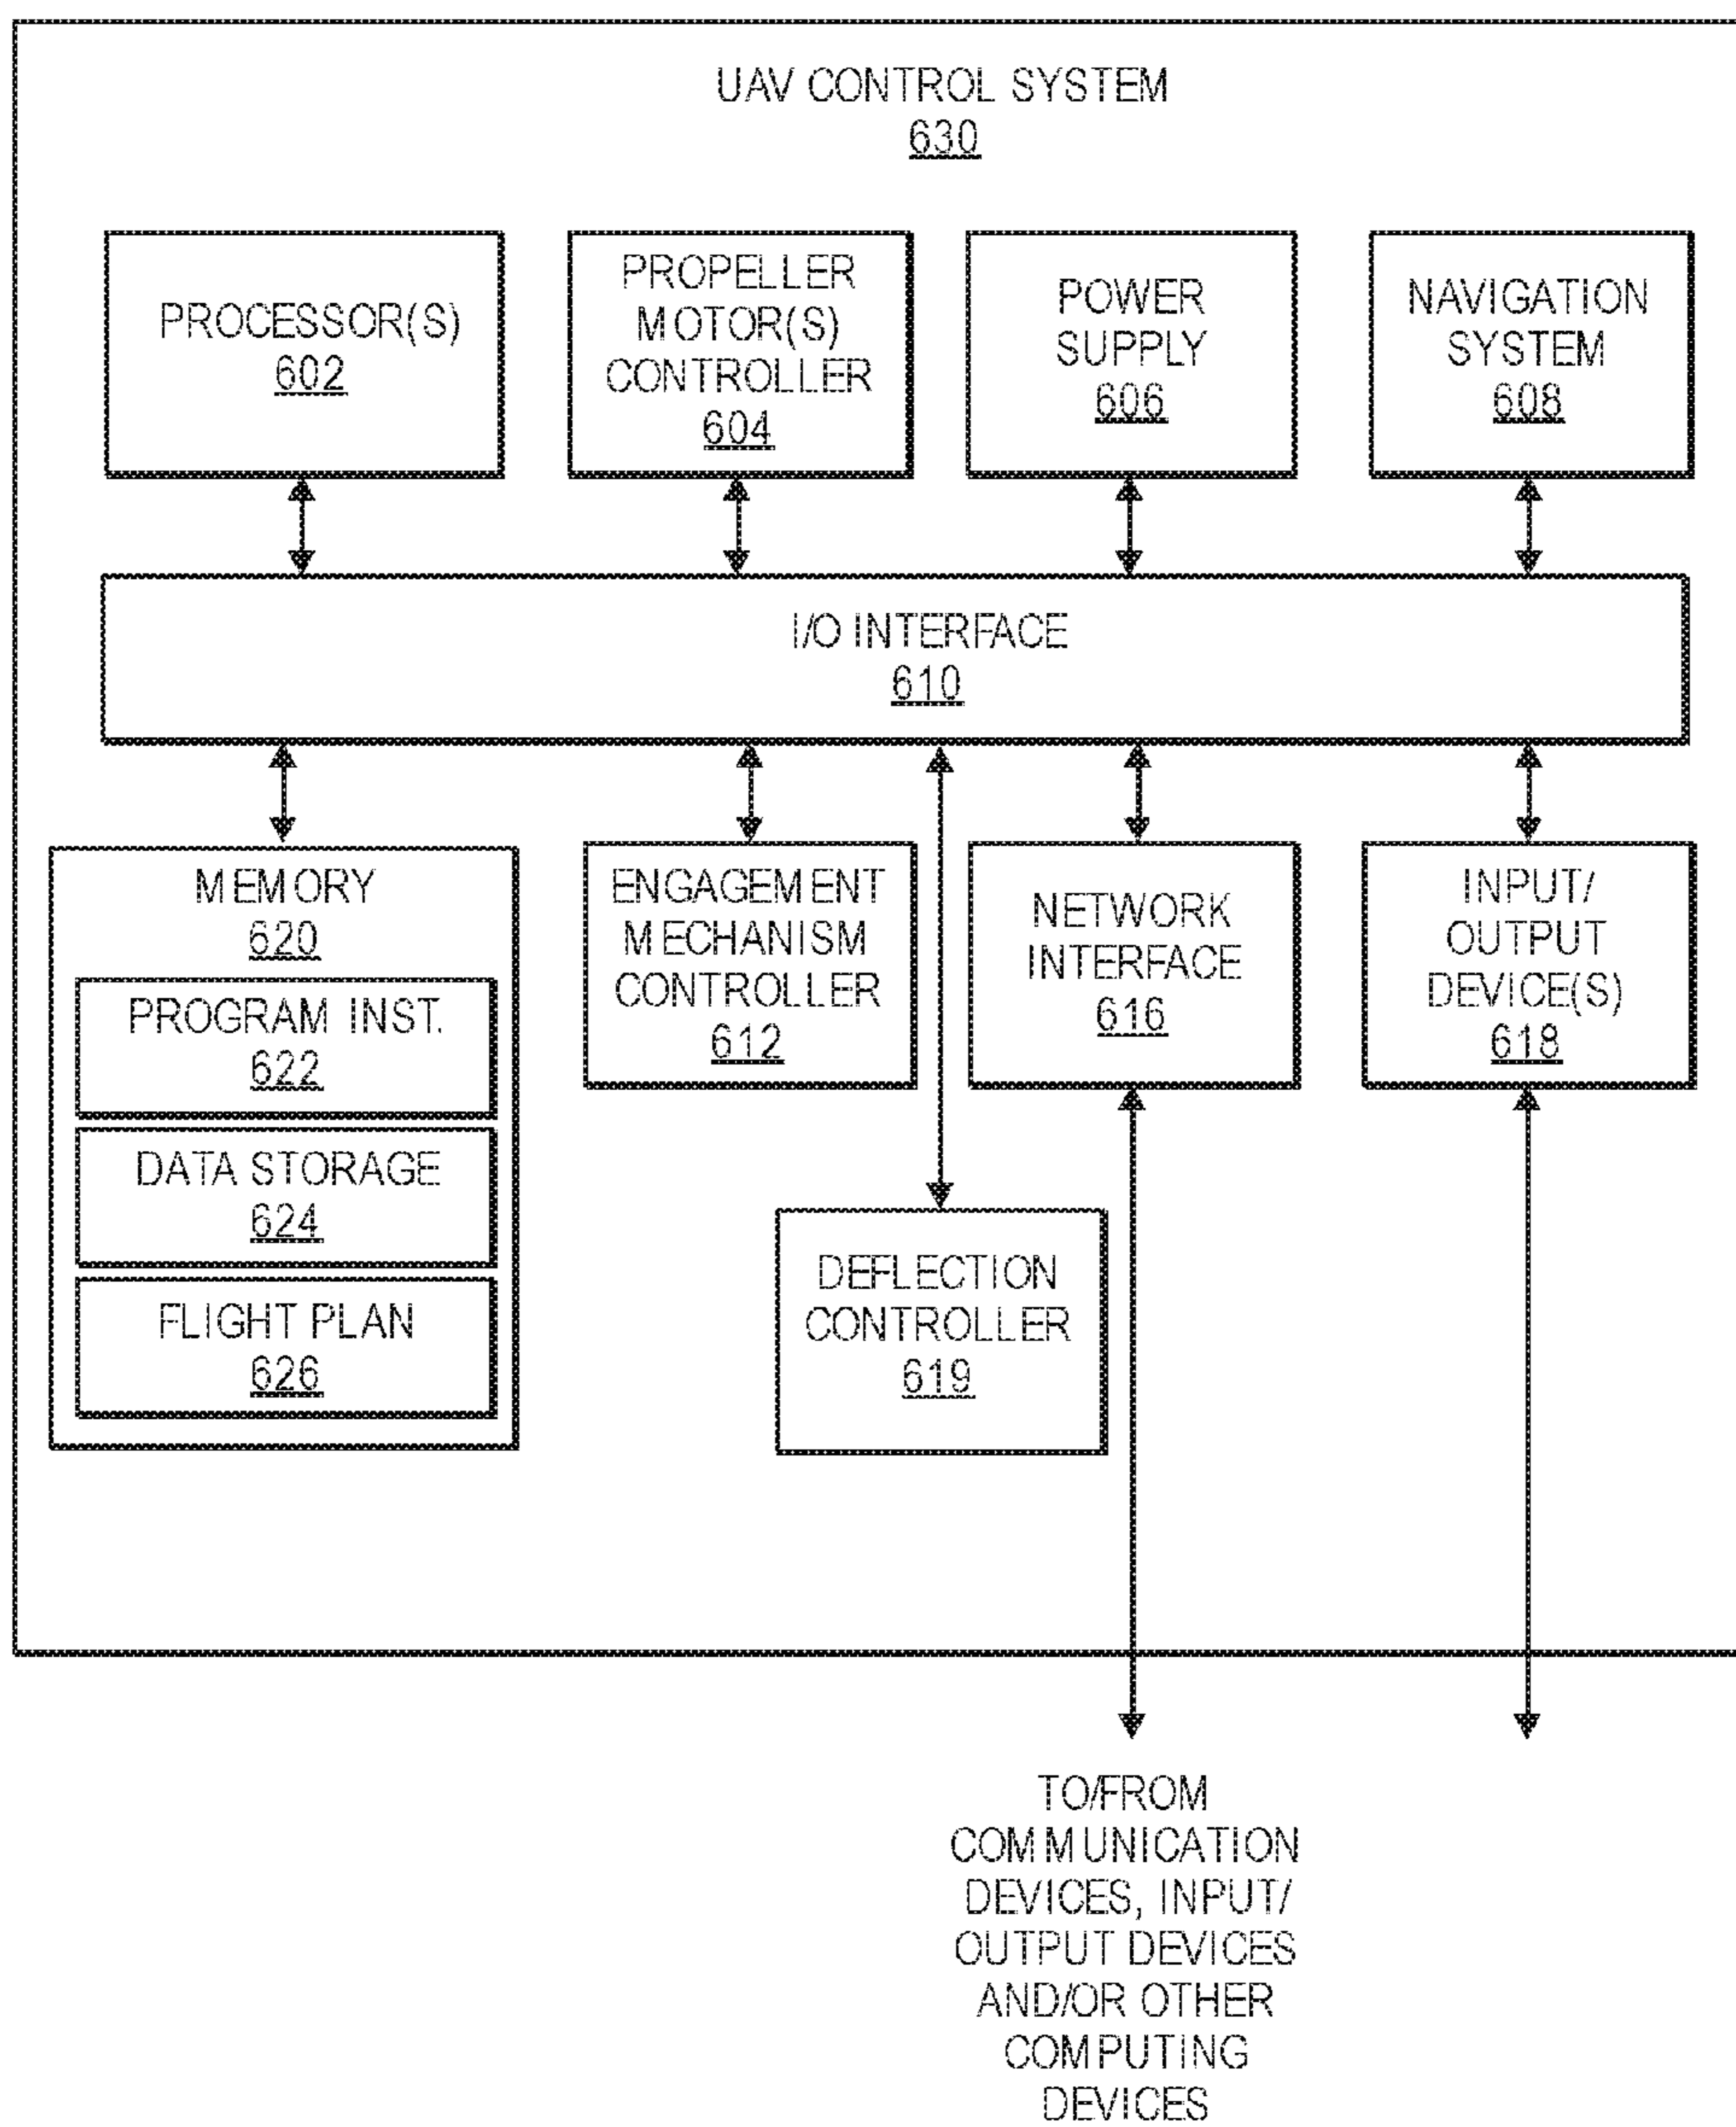 UAV CONTROL SYSTEM
630
PROCESSOR(S)
602
PROPELLER
MOTOR(S)
CONTROLLER
604
POWER
SUPPLY
606
NAVIGATION
SYSTEM
608
I/O INTERFACE
610
MEMORY
620
PROGRAM INST.
622
DATA STORAGE
624
FLIGHT PLAN
626
ENGAGEMENT
MECHANISM
CONTROLLER
612
NETWORK
INTERFACE
616
INPUT/
OUTPUT
DEVICE(S)
618
DEFLECTION
CONTROLLER
619
TO/FROM
COMMUNICATION
DEVICES, INPUT/
OUTPUT DEVICES
AND/OR OTHER
COMPUTING
DEVICES